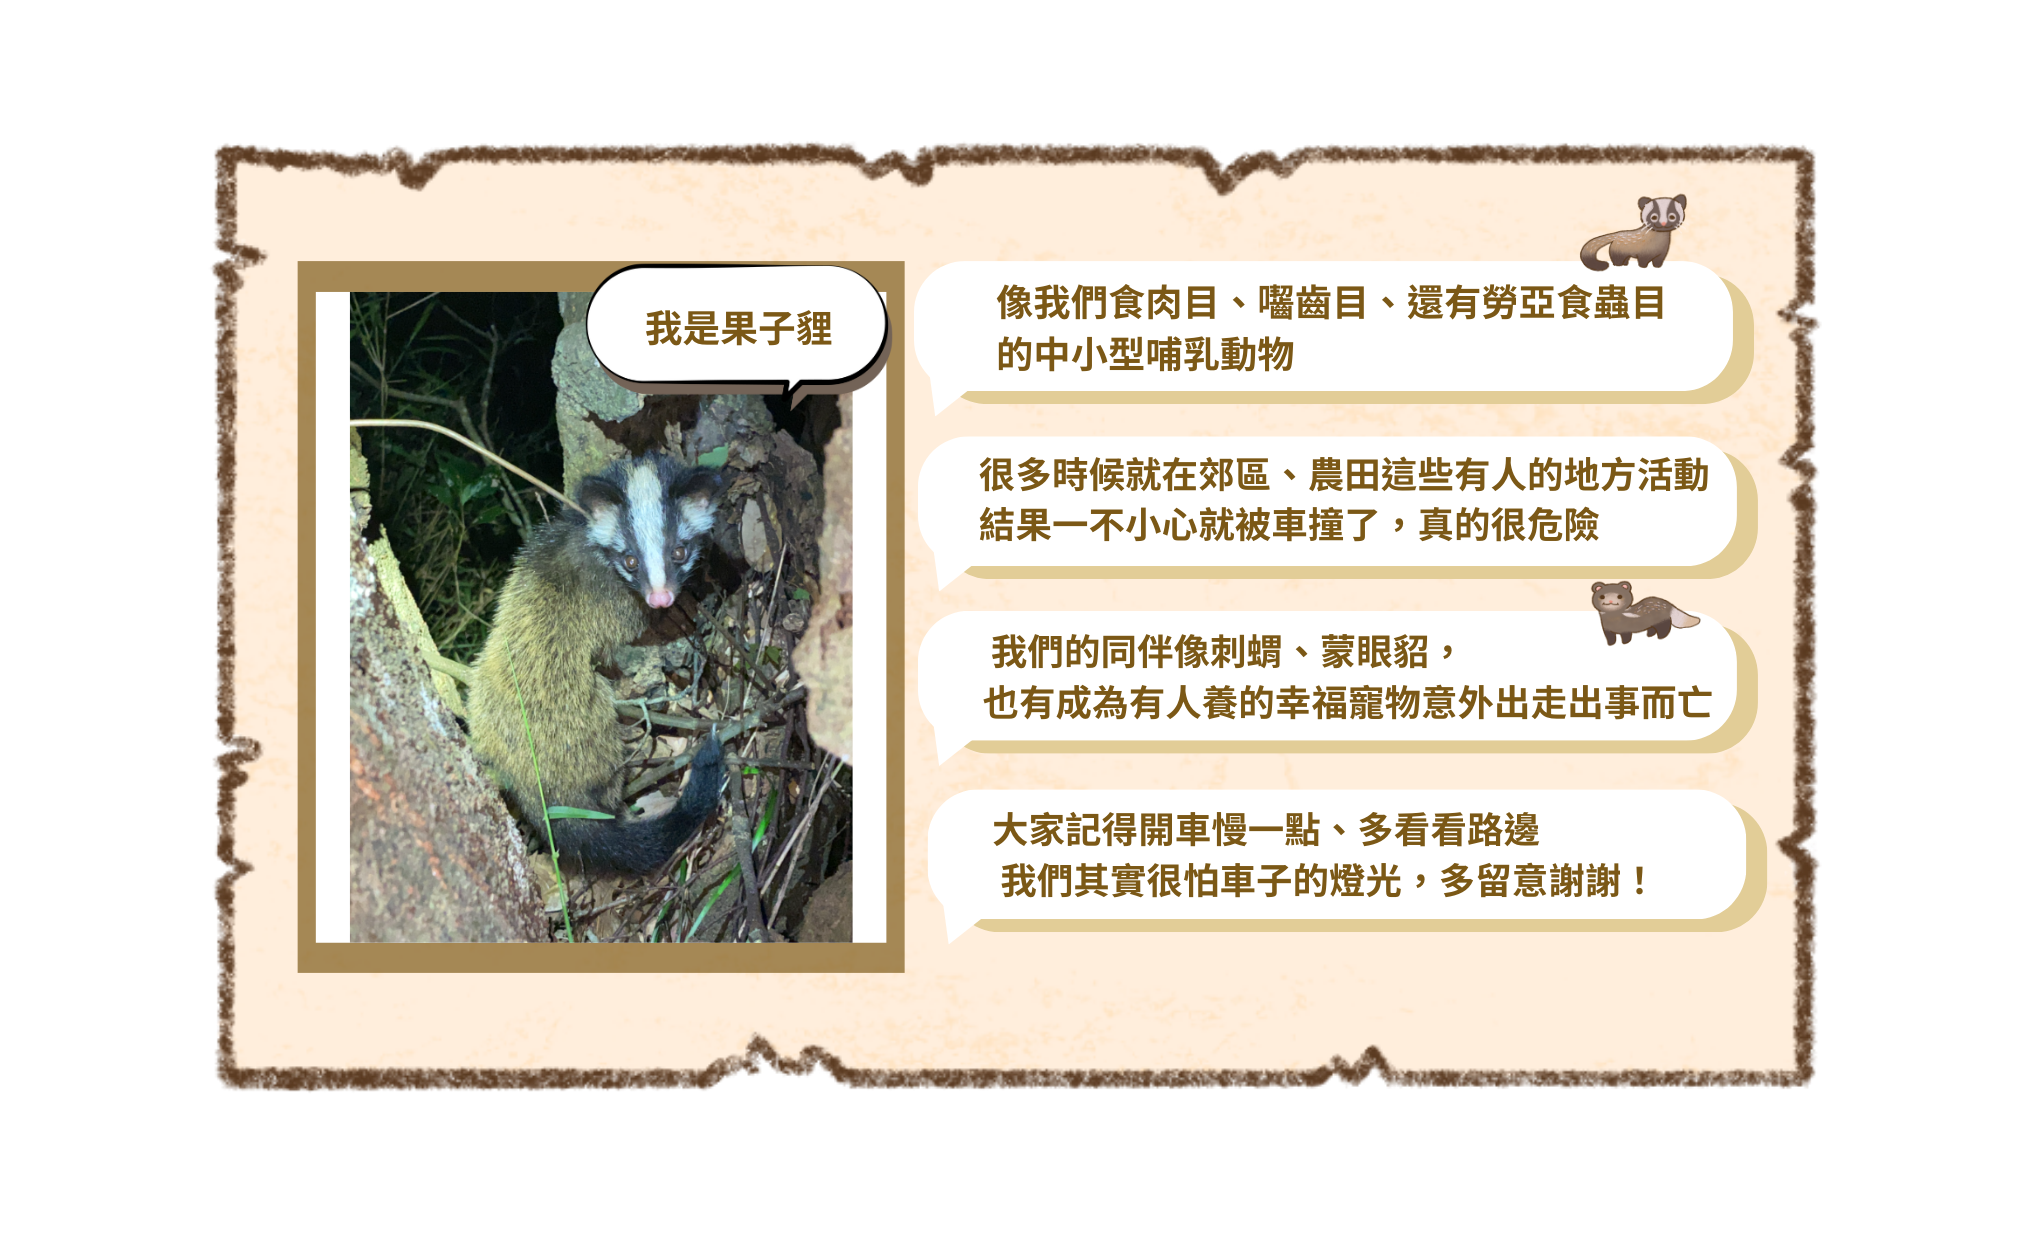 我是果子貍
像我們食肉目、囓齒目、還有勞亞食蟲目
的中小型哺乳動物
很多時候就在郊區、農田這些有人的地方活動
結果一不小心就被車撞了，真的很危險
我們的同伴像刺蝟、蒙眼貂，
也有成為有人養的幸福寵物意外出走出事而亡
大家記得開車慢一點、多看看路邊
我們其實很怕車子的燈光，多留意謝謝！